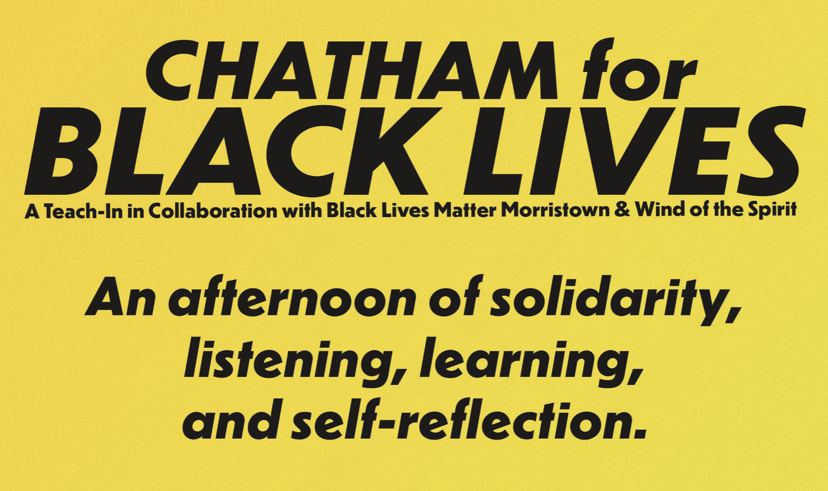 CHATHAM for
BLACK LIVES
A Teach-In in Collaboration with Black Lives Matter Morristown & Wind of the Spirit
An afternoon of solidarity,
listening, learning,
and self-reflection.